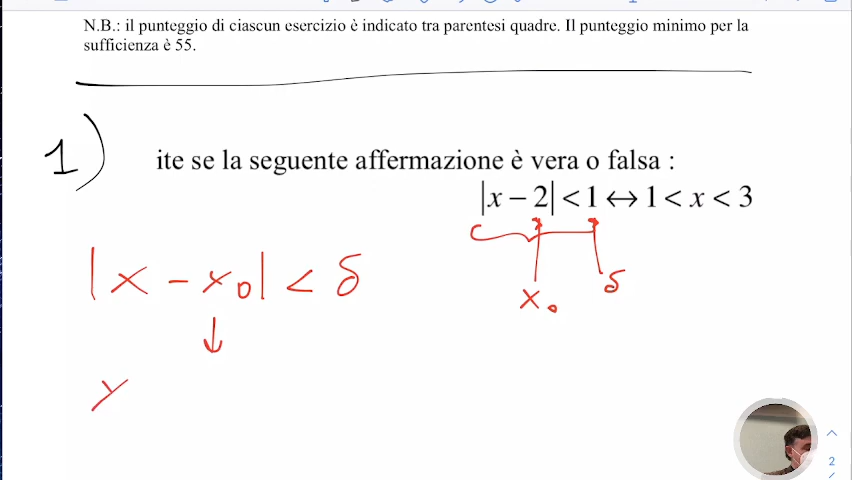 N.B.: il punteggio di ciascun esercizio è indicato tra parentesi quadre. Il punteggio minimo per la
sufficienza è 55.
1)
ite se la seguente affermazione è vera o falsa :
|x − 2| < 1 ↔ 1 < x < 3
|x - x₀| < δ
x₀
δ
2